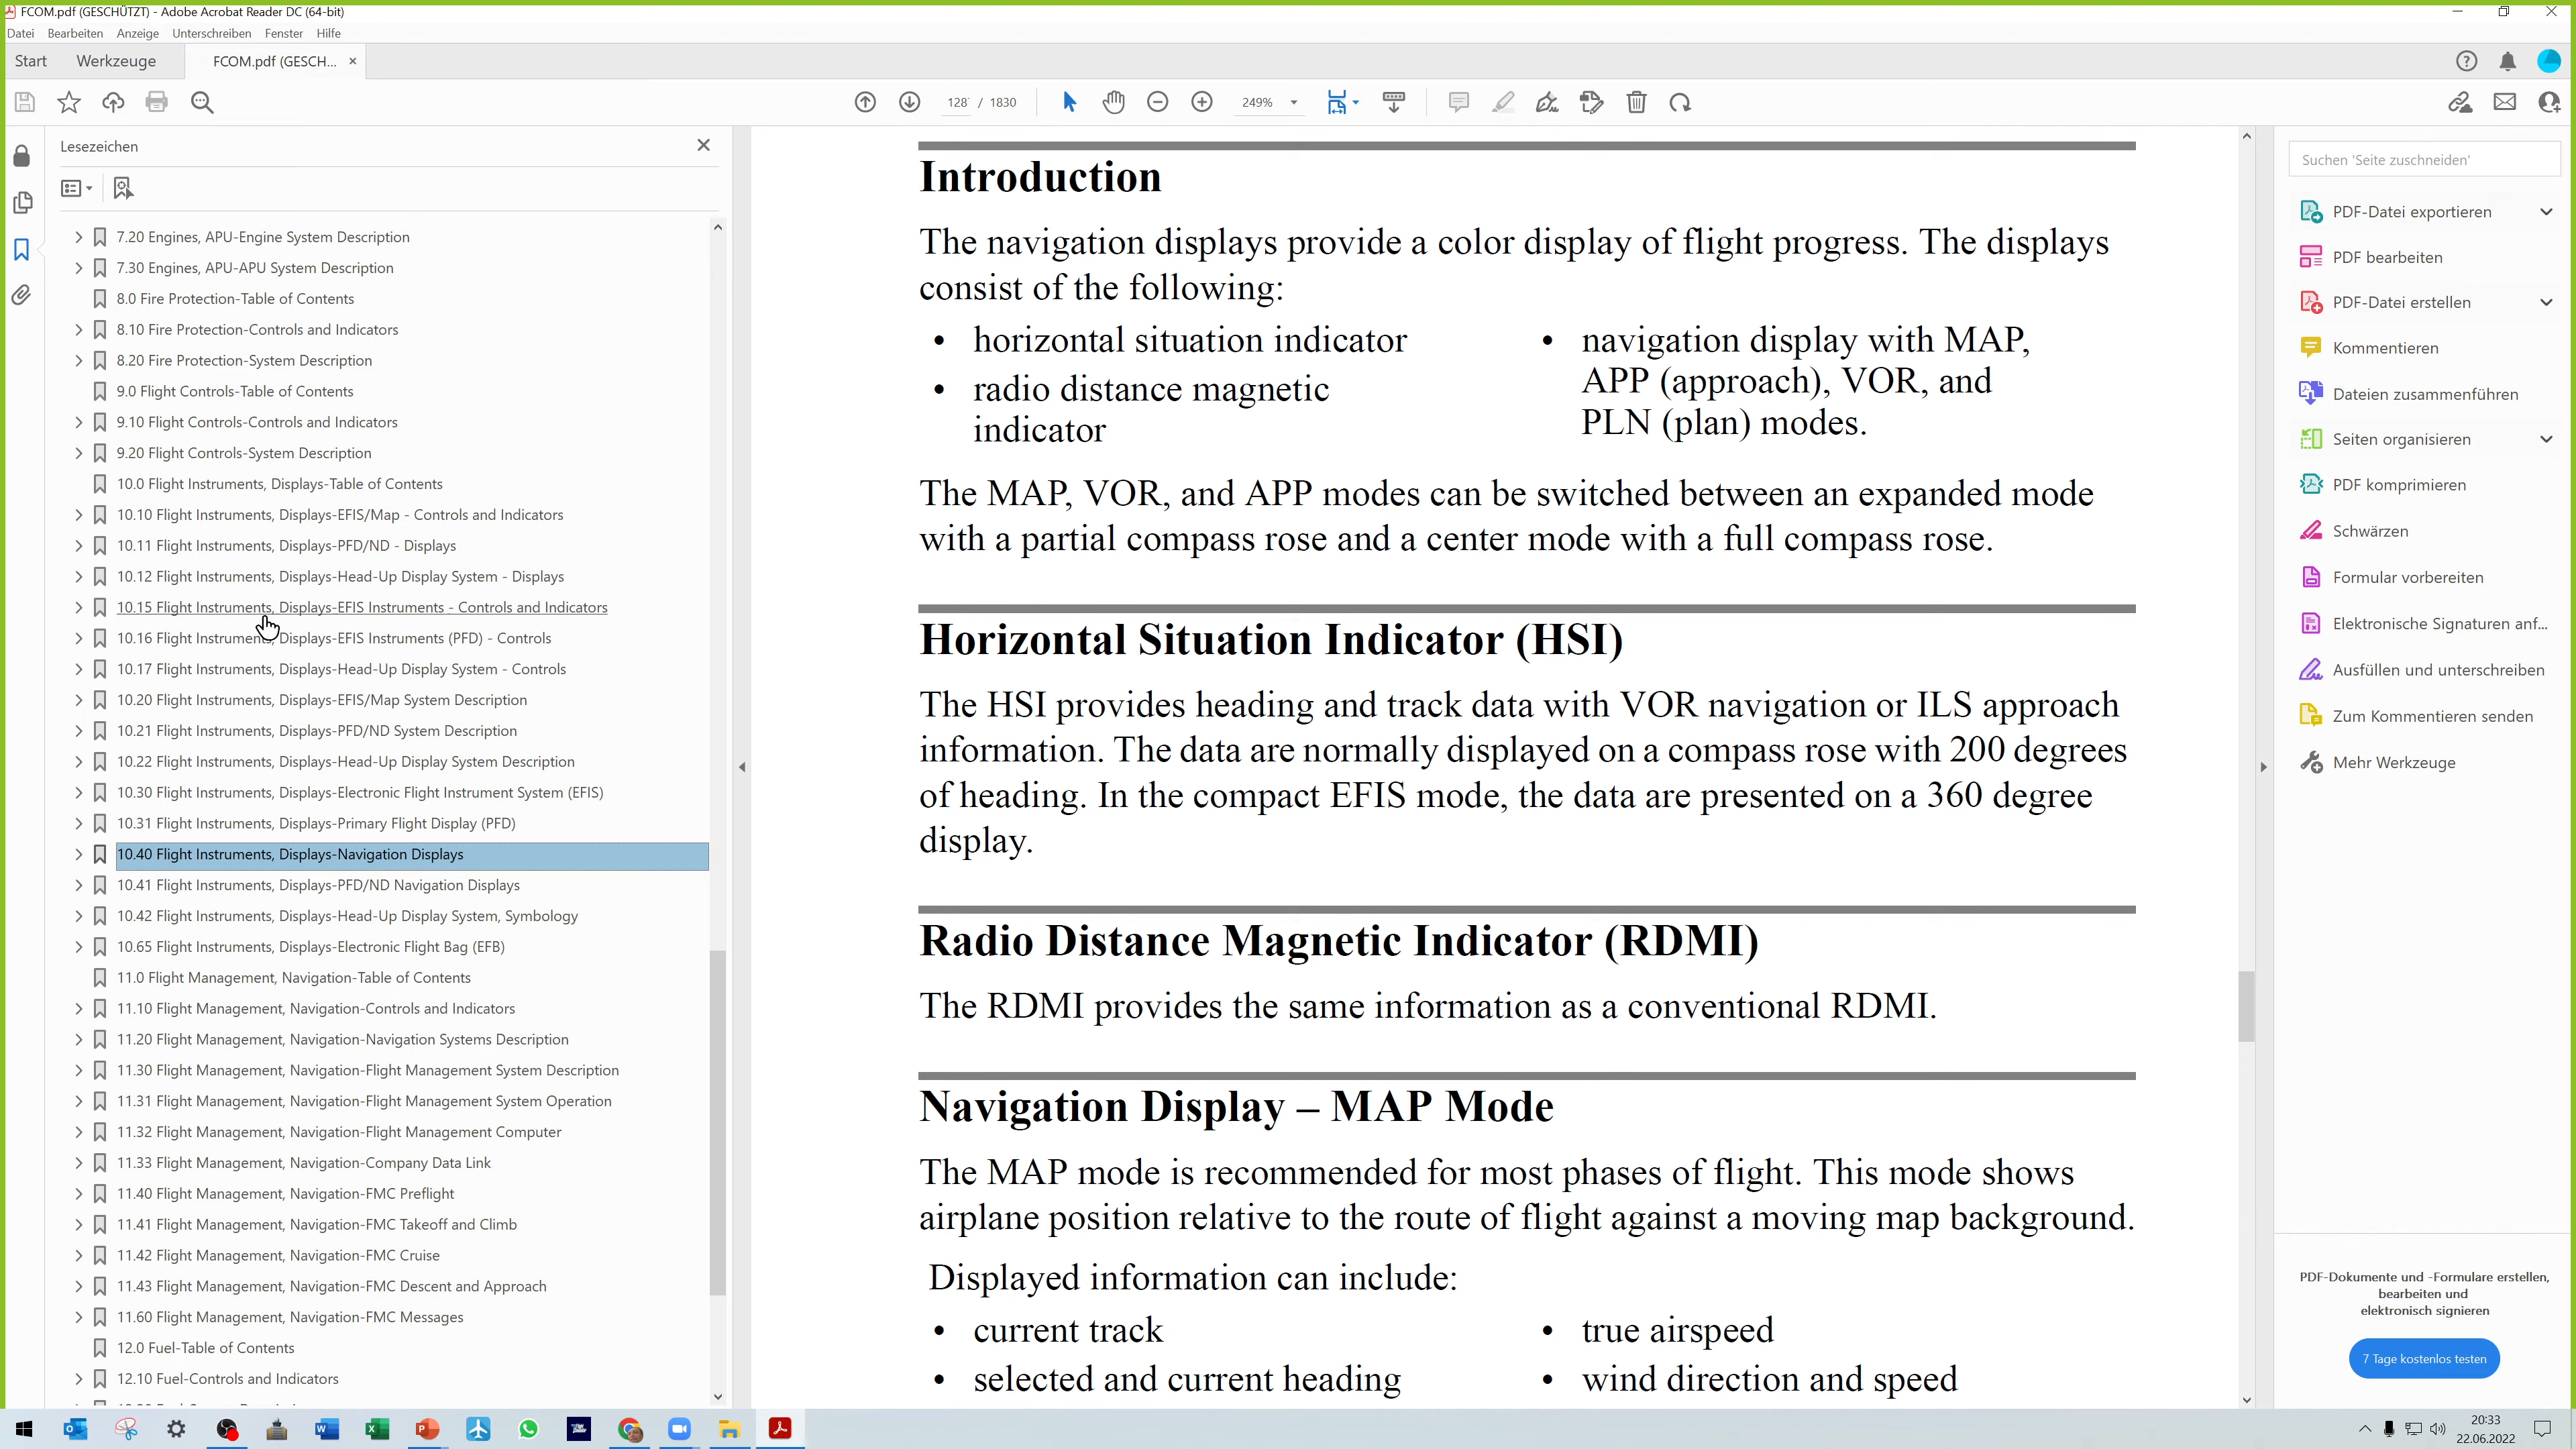 FCOM.pdf (GESCHÜTZT) - Adobe Acrobat Reader DC (64-bit)
Datei Bearbeiten Anzeige Unterschreiben Fenster Hilfe
Start Werkzeuge FCOM.pdf (GESCH...
/ 1830 249%
Lesezeichen
7.20 Engines, APU-Engine System Description
7.30 Engines, APU-APU System Description
8.0 Fire Protection-Table of Contents
8.10 Fire Protection-Controls and Indicators
8.20 Fire Protection-System Description
9.0 Flight Controls-Table of Contents
9.10 Flight Controls-Controls and Indicators
9.20 Flight Controls-System Description
10.0 Flight Instruments, Displays-Table of Contents
10.10 Flight Instruments, Displays-EFIS/Map - Controls and Indicators
10.11 Flight Instruments, Displays-PFD/ND - Displays
10.12 Flight Instruments, Displays-Head-Up Display System - Displays
10.15 Flight Instruments, Displays-EFIS Instruments - Controls and Indicators
10.16 Flight Instruments, Displays-EFIS Instruments (PFD) - Controls
10.17 Flight Instruments, Displays-Head-Up Display System - Controls
10.20 Flight Instruments, Displays-EFIS/Map System Description
10.21 Flight Instruments, Displays-PFD/ND System Description
10.22 Flight Instruments, Displays-Head-Up Display System Description
10.30 Flight Instruments, Displays-Electronic Flight Instrument System (EFIS)
10.31 Flight Instruments, Displays-Primary Flight Display (PFD)
10.40 Flight Instruments, Displays-Navigation Displays
10.41 Flight Instruments, Displays-PFD/ND Navigation Displays
10.42 Flight Instruments, Displays-Head-Up Display System, Symbology
10.65 Flight Instruments, Displays-Electronic Flight Bag (EFB)
11.0 Flight Management, Navigation-Table of Contents
11.10 Flight Management, Navigation-Controls and Indicators
11.20 Flight Management, Navigation-Navigation Systems Description
11.30 Flight Management, Navigation-Flight Management System Description
11.31 Flight Management, Navigation-Flight Management System Operation
11.32 Flight Management, Navigation-Flight Management Computer
11.33 Flight Management, Navigation-Company Data Link
11.40 Flight Management, Navigation-FMC Preflight
11.41 Flight Management, Navigation-FMC Takeoff and Climb
11.42 Flight Management, Navigation-FMC Cruise
11.43 Flight Management, Navigation-FMC Descent and Approach
11.60 Flight Management, Navigation-FMC Messages
12.0 Fuel-Table of Contents
12.10 Fuel-Controls and Indicators
Introduction
The navigation displays provide a color display of flight progress. The displays
consist of the following:
• horizontal situation indicator
• radio distance magnetic
indicator
• navigation display with MAP,
APP (approach), VOR, and
PLN (plan) modes.
The MAP, VOR, and APP modes can be switched between an expanded mode
with a partial compass rose and a center mode with a full compass rose.
Horizontal Situation Indicator (HSI)
The HSI provides heading and track data with VOR navigation or ILS approach
information. The data are normally displayed on a compass rose with 200 degrees
of heading. In the compact EFIS mode, the data are presented on a 360 degree
display.
Radio Distance Magnetic Indicator (RDMI)
The RDMI provides the same information as a conventional RDMI.
Navigation Display – MAP Mode
The MAP mode is recommended for most phases of flight. This mode shows
airplane position relative to the route of flight against a moving map background.
Displayed information can include:
• current track
• selected and current heading
• true airspeed
• wind direction and speed
Suchen 'Seite zuschneiden'
PDF-Datei exportieren
PDF bearbeiten
PDF-Datei erstellen
Kommentieren
Dateien zusammenführen
Seiten organisieren
PDF komprimieren
Schwärzen
Formular vorbereiten
Elektronische Signaturen anf...
Ausfüllen und unterschreiben
Zum Kommentieren senden
Mehr Werkzeuge
PDF-Dokumente und -Formulare erstellen,
bearbeiten und
elektronisch signieren
7 Tage kostenlos testen
20:33
22.06.2022